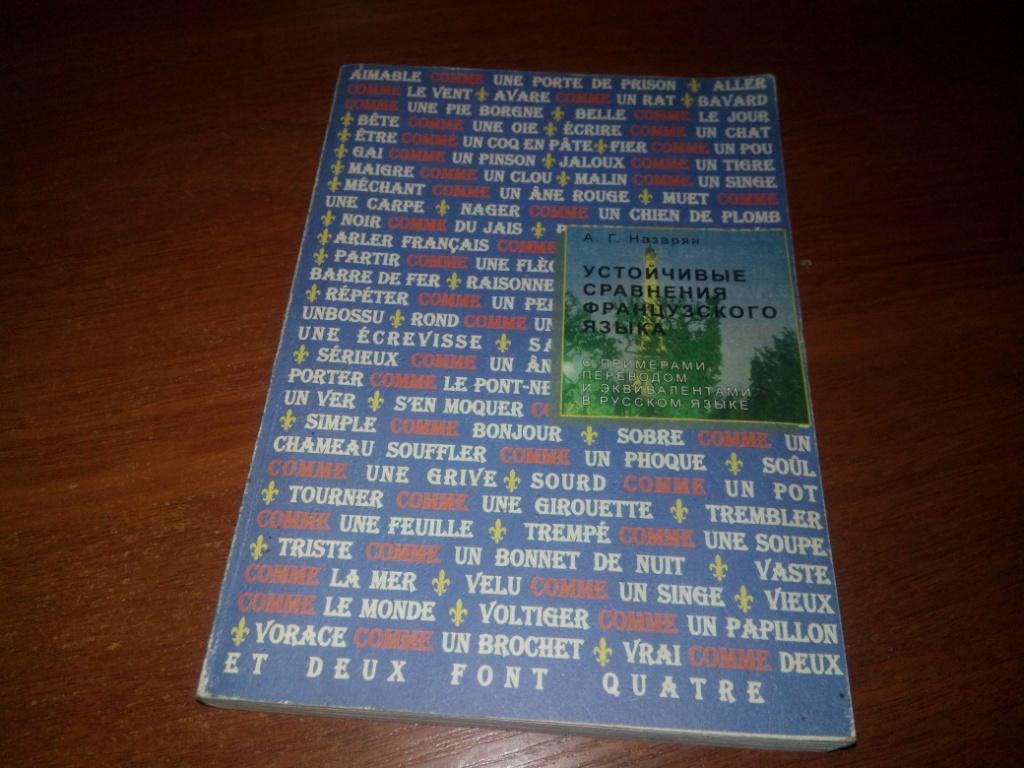 AIMABLE COMME UNE PORTE DE PRISON ⚜ ALLER
COMME LE VENT ⚜ AVARE COMME UN RAT ⚜ BAVARD
COMME UNE PIE BORGNE ⚜ BELLE COMME LE JOUR
⚜ BÊTE COMME UNE OIE ⚜ ÉCRIRE COMME UN CHAT
⚜ ÊTRE COMME UN COQ EN PÂTE ⚜ FIER COMME UN POU
⚜ GAI COMME UN PINSON ⚜ JALOUX COMME UN TIGRE
⚜ MAIGRE COMME UN CLOU ⚜ MALIN COMME UN SINGE
⚜ MÉCHANT COMME UN ÂNE ROUGE ⚜ MUET COMME
UNE CARPE ⚜ NAGER COMME UN CHIEN DE PLOMB
⚜ NOIR COMME DU JAIS ⚜
⚜ ARLER FRANÇAIS COMME
⚜ PARTIR COMME UNE FLÈC
BARRE DE FER ⚜ RAISONNE
⚜ RÉPÉTER COMME UN PE
UNBOSSU ⚜ ROND COMME UN
UNE ÉCREVISSE ⚜ SA
⚜ SÉRIEUX COMME UN ÂN
PORTER COMME LE PONT-NE
UN VER ⚜ S'EN MOQUER CO
⚜ SIMPLE COMME BONJOUR ⚜ SOBRE COMME UN
CHAMEAU SOUFFLER COMME UN PHOQUE ⚜ SOÛL
COMME UNE GRIVE ⚜ SOURD COMME UN POT
⚜ TOURNER COMME UNE GIROUETTE ⚜ TREMBLER
COMME UNE FEUILLE ⚜ TREMPÉ COMME UNE SOUPE
⚜ TRISTE COMME UN BONNET DE NUIT ⚜ VASTE
COMME LA MER ⚜ VELU COMME UN SINGE ⚜ VIEUX
COMME LE MONDE ⚜ VOLTIGER COMME UN PAPILLON
⚜ VORACE COMME UN BROCHET ⚜ VRAI COMME DEUX
ET DEUX FONT QUATRE
А. Г. Назарян
УСТОЙЧИВЫЕ
СРАВНЕНИЯ
ФРАНЦУЗСКОГО
ЯЗЫКА
С ПРИМЕРАМИ,
ПЕРЕВОДОМ
И ЭКВИВАЛЕНТАМИ
В РУССКОМ ЯЗЫКЕ